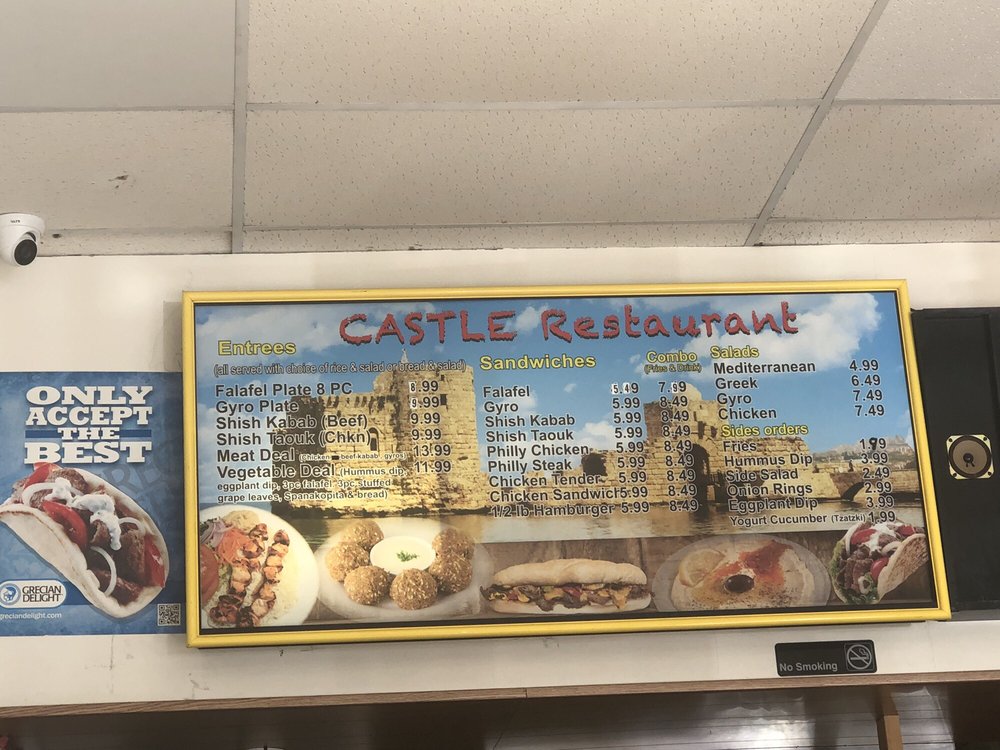 CASTLE Restaurant
Entrees
(all served with choice of rice & salad or bread & salad)
Falafel Plate 8 PC 8.99
Gyro Plate 9.99
Shish Kabab (Beef) 9.99
Shish Taouk (Chkn) 9.99
Meat Deal (Chicken beef kabab, gyros) 13.99
Vegetable Deal (Hummus dip, 11.99
eggplant dip, 3ps falafel, 3pc stuffed
grape leaves, Spanakopita & bread)
Sandwiches Combo
(Fries & Drink)
Falafel 5.49 7.99
Gyro 5.99 8.49
Shish Kabab 5.99 8.49
Shish Taouk 5.99 8.49
Philly Chicken 5.99 8.49
Philly Steak 5.99 8.49
Chicken Tender 5.99 8.49
Chicken Sandwich 5.99 8.49
1/2 lb Hamburger 5.99 8.49
Salads
Mediterranean 4.99
Greek 6.49
Gyro 7.49
Chicken 7.49
Sides orders
Fries 1.99
Hummus Dip 3.99
Side Salad 2.49
Onion Rings 2.99
Eggplant Dip 3.99
Yogurt Cucumber (Tzatzki) 1.99
ONLY
ACCEPT
THE
BEST
GRECIAN
DELIGHT
greciandelight.com
No Smoking